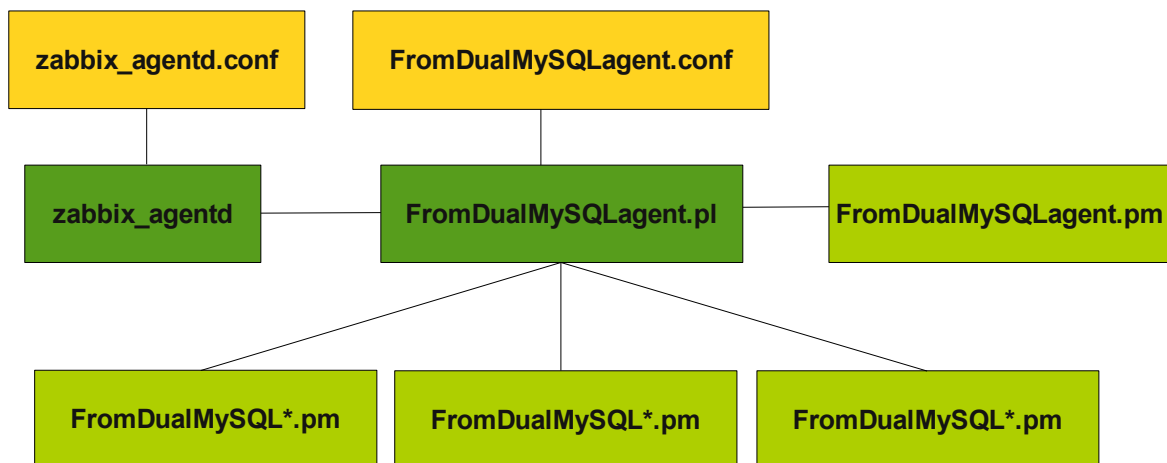 zabbix_agentd.conf
FromDualMySQLagent.conf
zabbix_agentd
FromDualMySQLagent.pl
FromDualMySQLagent.pm
FromDualMySQL*.pm
FromDualMySQL*.pm
FromDualMySQL*.pm